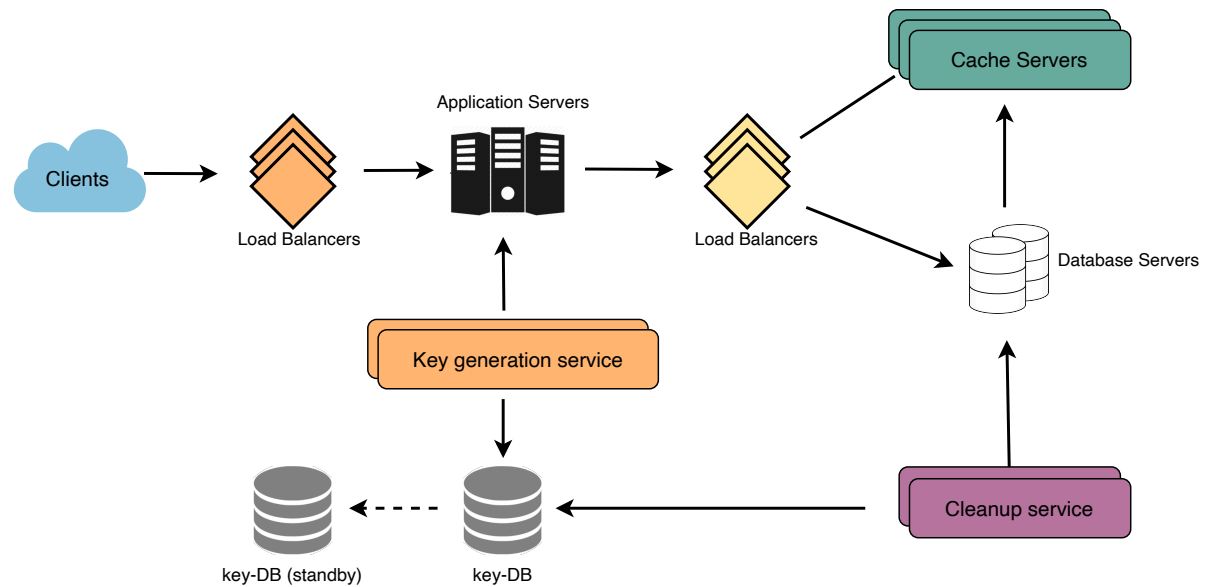 Cache Servers
Application Servers
Clients
Load Balancers
Load Balancers
Database Servers
Key generation service
Cleanup service
key-DB (standby)
key-DB